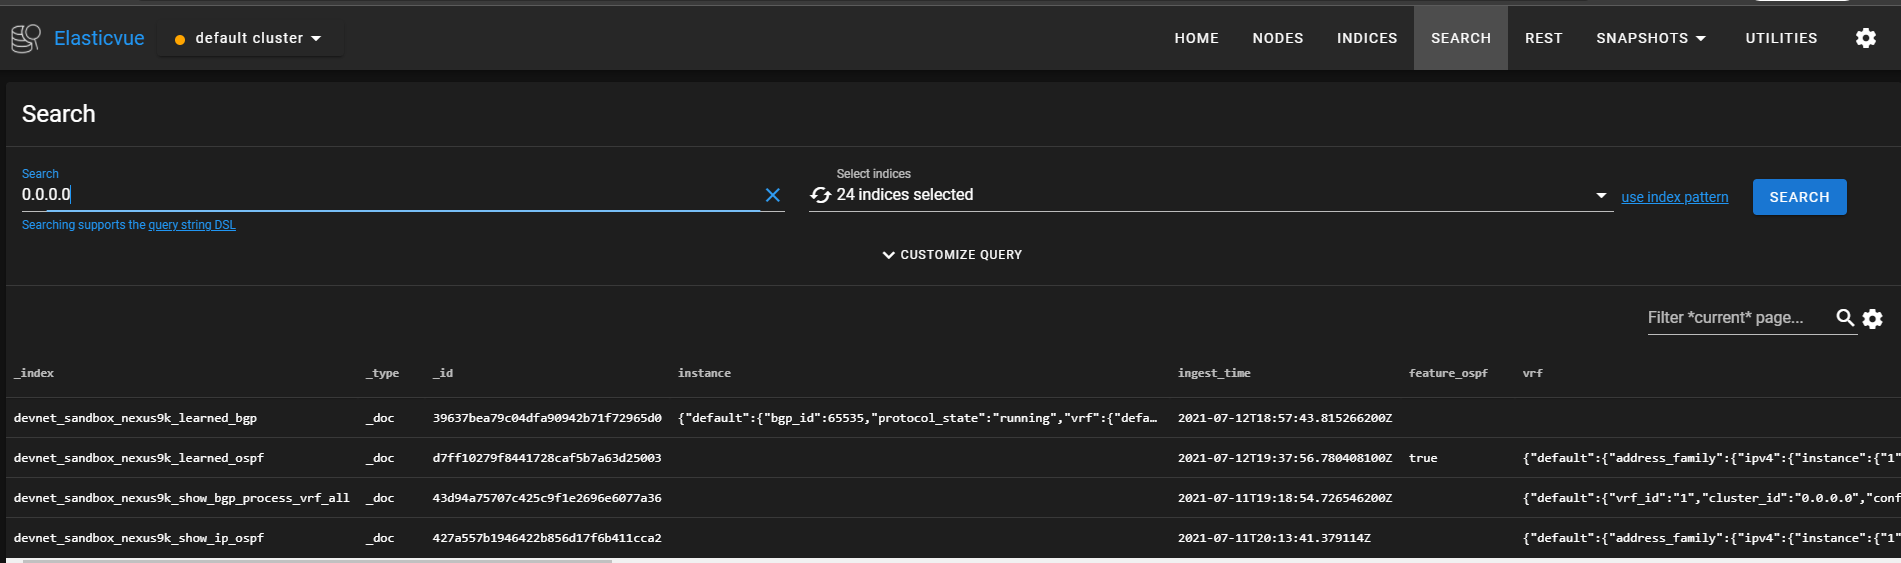 Elasticvue default cluster HOME NODES INDICES SEARCH REST SNAPSHOTS UTILITIES
Search
Search Select indices
0.0.0.0 24 indices selected use index pattern SEARCH
Searching supports the query string DSL
CUSTOMIZE QUERY
Filter *current* page...
_index _type _id instance ingest_time feature_ospf vrf
devnet_sandbox_nexus9k_learned_bgp _doc 39637bea79c04dfa90942b71f72965d0 {"default":{"bgp_id":65535,"protocol_state":"running","vrf":{"defa… 2021-07-12T18:57:43.815266200Z
devnet_sandbox_nexus9k_learned_ospf _doc d7ff10279f8441728caf5b7a63d25003 2021-07-12T19:37:56.780408100Z true {"default":{"address_family":{"ipv4":{"instance":{"1"
devnet_sandbox_nexus9k_show_bgp_process_vrf_all _doc 43d94a75707c425c9f1e2696e6077a36 2021-07-11T19:18:54.726546200Z {"default":{"vrf_id":"1","cluster_id":"0.0.0.0","conf
devnet_sandbox_nexus9k_show_ip_ospf _doc 427a557b1946422b856d17f6b411cca2 2021-07-11T20:13:41.379114Z {"default":{"address_family":{"ipv4":{"instance":{"1"